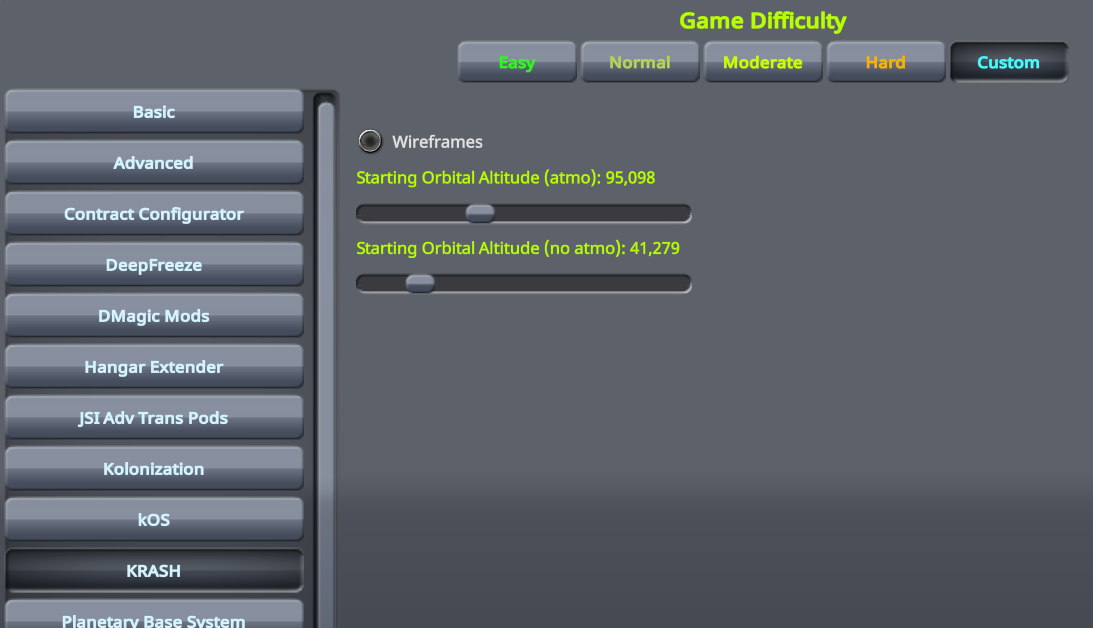 Game Difficulty
Easy
Normal
Moderate
Hard
Custom
Basic
Advanced
Contract Configurator
DeepFreeze
DMagic Mods
Hangar Extender
JSI Adv Trans Pods
Kolonization
kOS
KRASH
Planetary Base System
Wireframes
Starting Orbital Altitude (atmo): 95,098
Starting Orbital Altitude (no atmo): 41,279